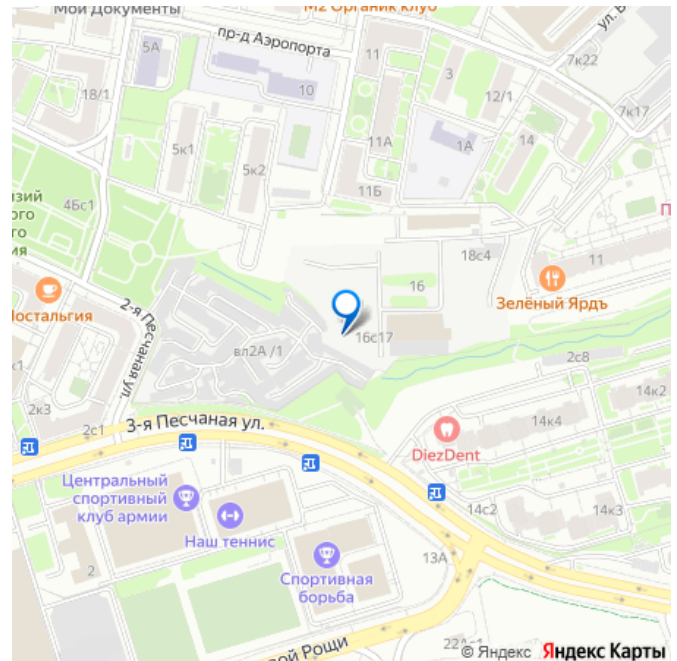 Мои Документы
М2 Органик клуб
пр-д Аэропорта
5А
11
3
7к22
10
18/1
12/1
7к17
5к1
5к2
11А
1А
14
11Б
4Бс1
18с4
11
16
Зелёный Ярдъ
Ностальгия
2-я Песчаная ул.
вл2А /1
16с17
2с8
2к3
2с1
3-я Песчаная ул.
14к2
14к4
DiezDent
Центральный
спортивный
клуб армии
Наш теннис
14с2
14к3
2
13А
Спортивная
борьба
вой Рощи
© Яндекс Яндекс Карты